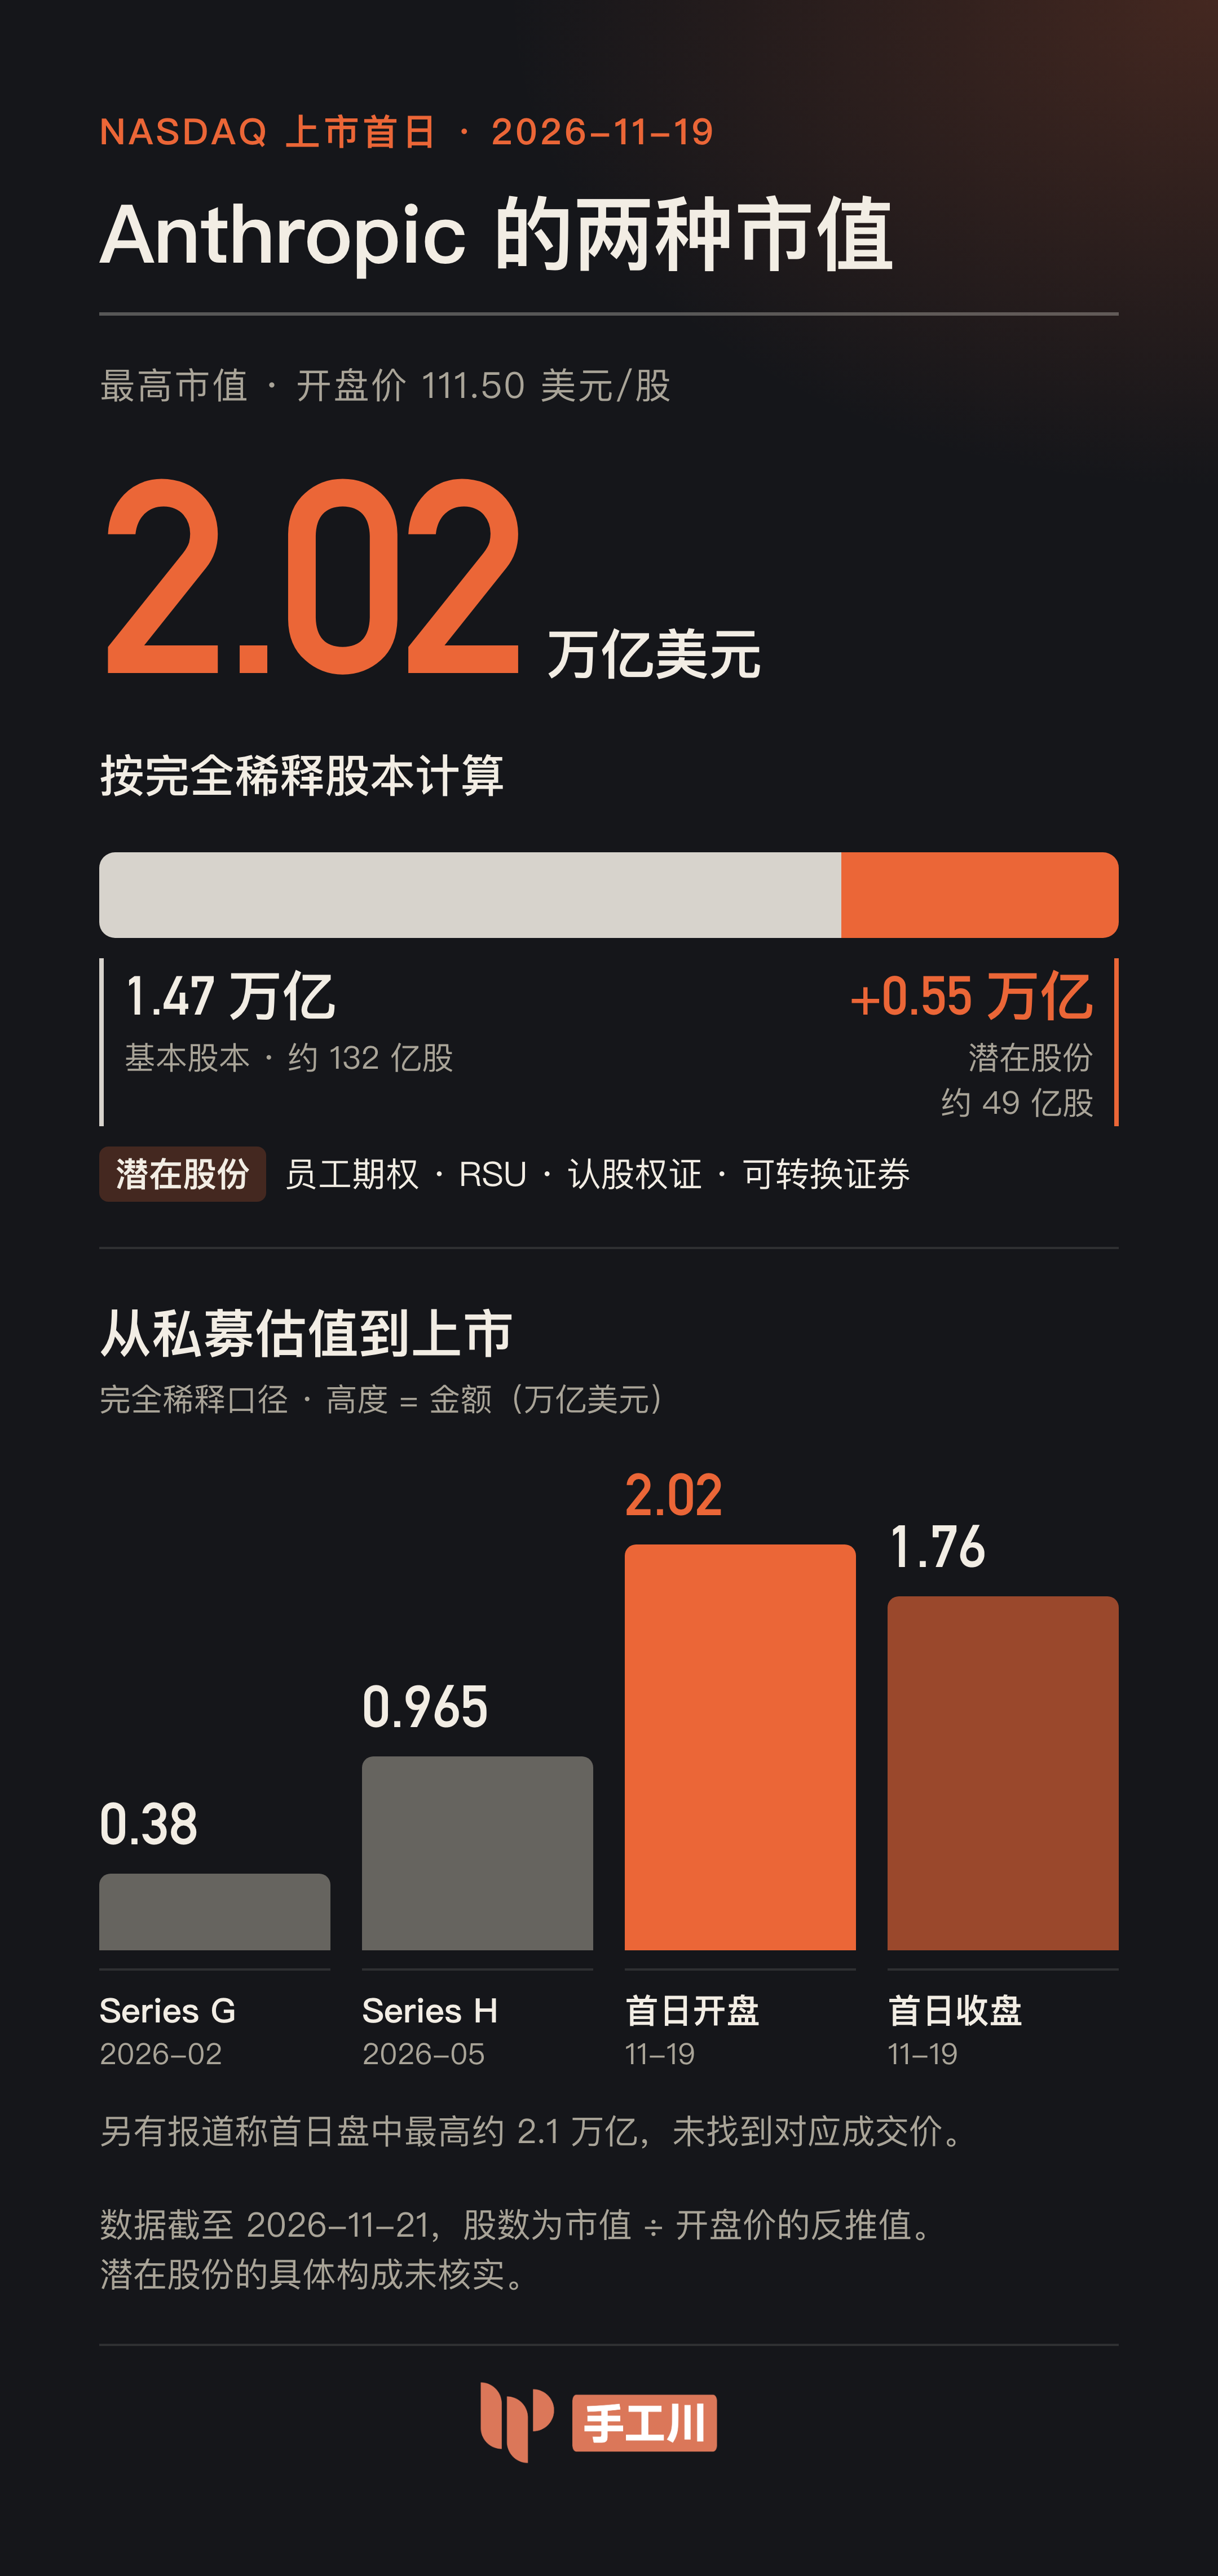 NASDAQ 上市首日 · 2026-11-19
Anthropic 的两种市值
最高市值 · 开盘价 111.50 美元/股
2.02 万亿美元
按完全稀释股本计算
1.47 万亿
基本股本 · 约 132 亿股
+0.55 万亿
潜在股份
约 49 亿股
潜在股份 员工期权 · RSU · 认股权证 · 可转换证券
从私募估值到上市
完全稀释口径 · 高度 = 金额（万亿美元）
0.38
0.965
2.02
1.76
Series G
2026-02
Series H
2026-05
首日开盘
11-19
首日收盘
11-19
另有报道称首日盘中最高约 2.1 万亿，未找到对应成交价。
数据截至 2026-11-21，股数为市值 ÷ 开盘价的反推值。
潜在股份的具体构成未核实。
手工川